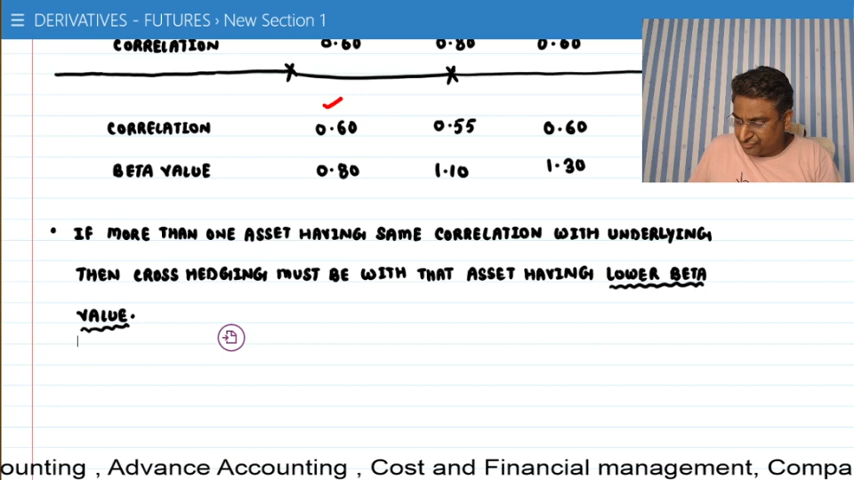 DERIVATIVES - FUTURES › New Section 1
CORRELATION 0.60 0.80 0.60
CORRELATION 0.60 0.55 0.60
BETA VALUE 0.80 1.10 1.30
• IF MORE THAN ONE ASSET HAVING SAME CORRELATION WITH UNDERLYING,
THEN CROSS HEDGING MUST BE WITH THAT ASSET HAVING LOWER BETA
VALUE.
ounting , Advance Accounting , Cost and Financial management, Compa